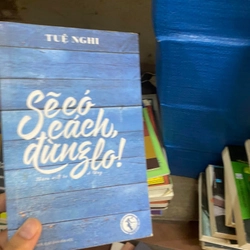 TUỆ NGHI
Sẽ có
cách,
đừng lo!